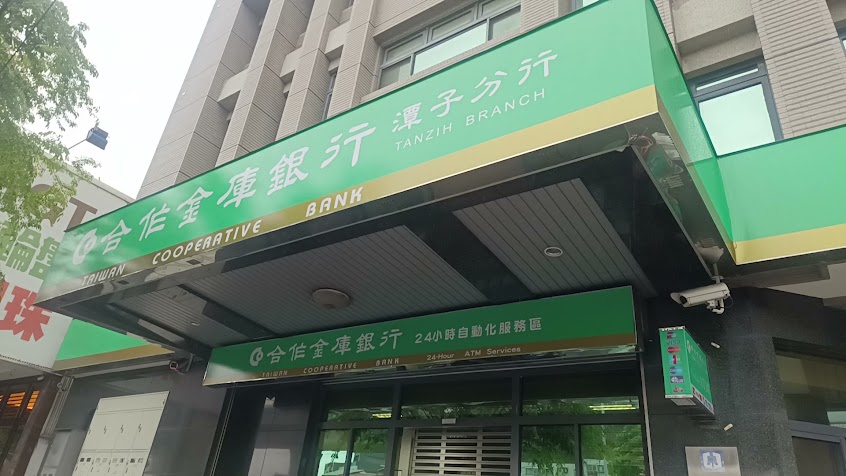 合作金庫銀行 潭子分行
TANZIH BRANCH
TAIWAN COOPERATIVE BANK
合作金庫銀行 24小時自動化服務區
TAIWAN COOPERATIVE BANK 24-Hour ATM Services
珠